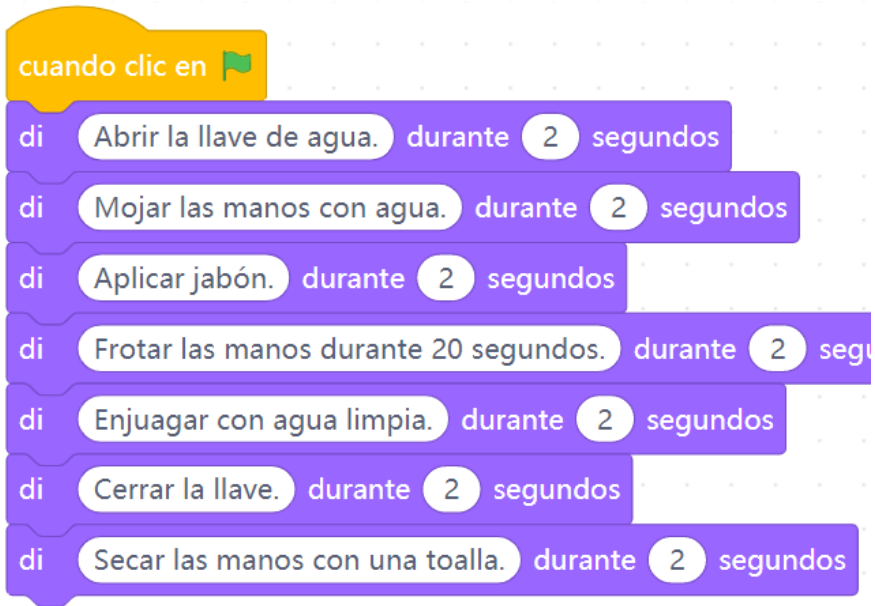 cuando clic en
di Abrir la llave de agua. durante 2 segundos
di Mojar las manos con agua. durante 2 segundos
di Aplicar jabón. durante 2 segundos
di Frotar las manos durante 20 segundos. durante 2 segu
di Enjuagar con agua limpia. durante 2 segundos
di Cerrar la llave. durante 2 segundos
di Secar las manos con una toalla. durante 2 segundos